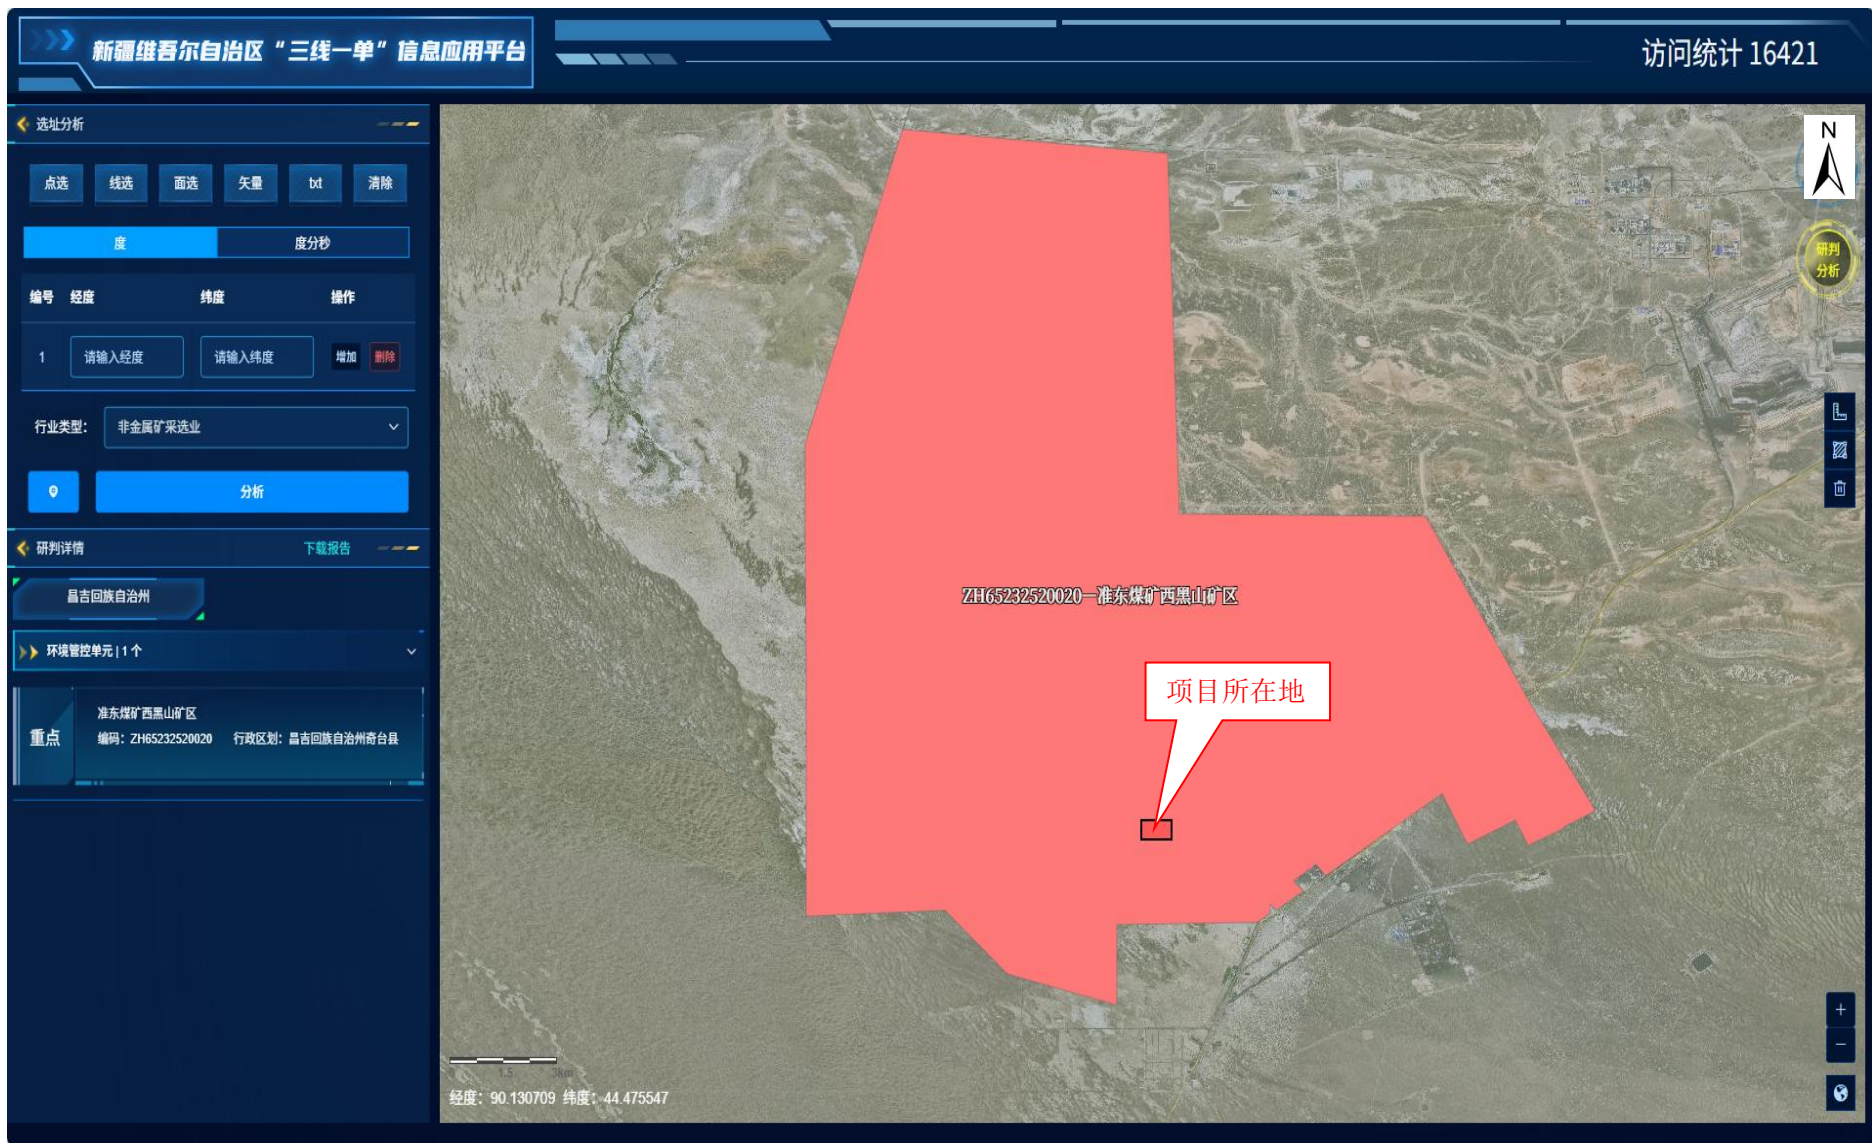 新疆维吾尔自治区“三线一单”信息应用平台
访问统计 16421
选址分析
点选 线选 面选 矢量 txt 清除
度 度分秒
编号 经度 纬度 操作
1 请输入经度 请输入纬度 增加 删除
行业类型： 非金属矿采选业
分析
研判详情 下载报告
昌吉回族自治州
环境管控单元 | 1 个
重点
准东煤矿西黑山矿区
编码：ZH65232520020 行政区划：昌吉回族自治州奇台县
N
研判
分析
ZH65232520020—准东煤矿西黑山矿区
项目所在地
1.5 3km
经度：90.130709 纬度：44.475547